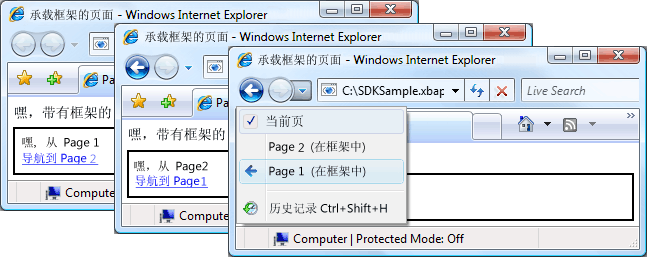 承载框架的页面 - Windows Internet Explorer
Pa
嘿，带有框架的
嘿, 从 Page 1
导航到 Page 2
Computer
承载框架的页面 - Windows Internet Explorer
Pa
嘿，带有框架的
嘿, 从 Page2
导航到 Page1
Computer
承载框架的页面 - Windows Internet Explorer
C:\SDKSample.xbap
Live Search
当前页
Page 2 (在框架中)
Page 1 (在框架中)
历史记录 Ctrl+Shift+H
Computer | Protected Mode: Off